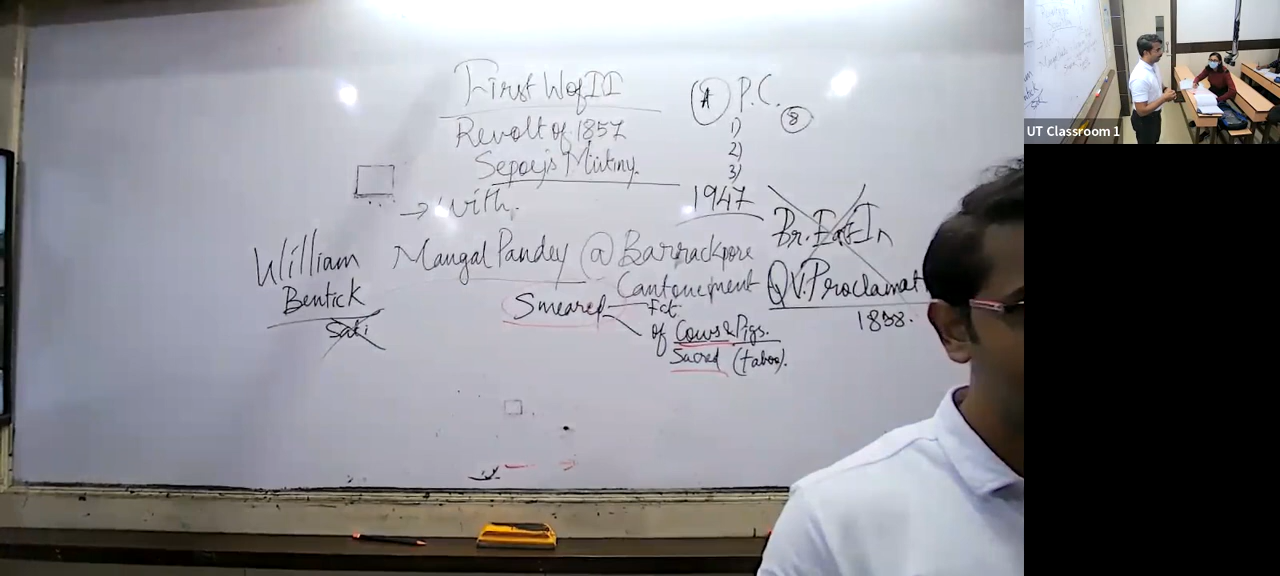 First W of II
Revolt of 1857
Sepoejs Mutiny.
→ with.
A P.C. 8
1)
2)
3)
1947
Br. East In
Q V. Proclamat
1858.
William
Bentick
Sati
Mangal Pandey @ Barrackpore
Cantonement
Smeared
Fat
of Cows & Pigs.
Sacred (taboo).
UT Classroom 1